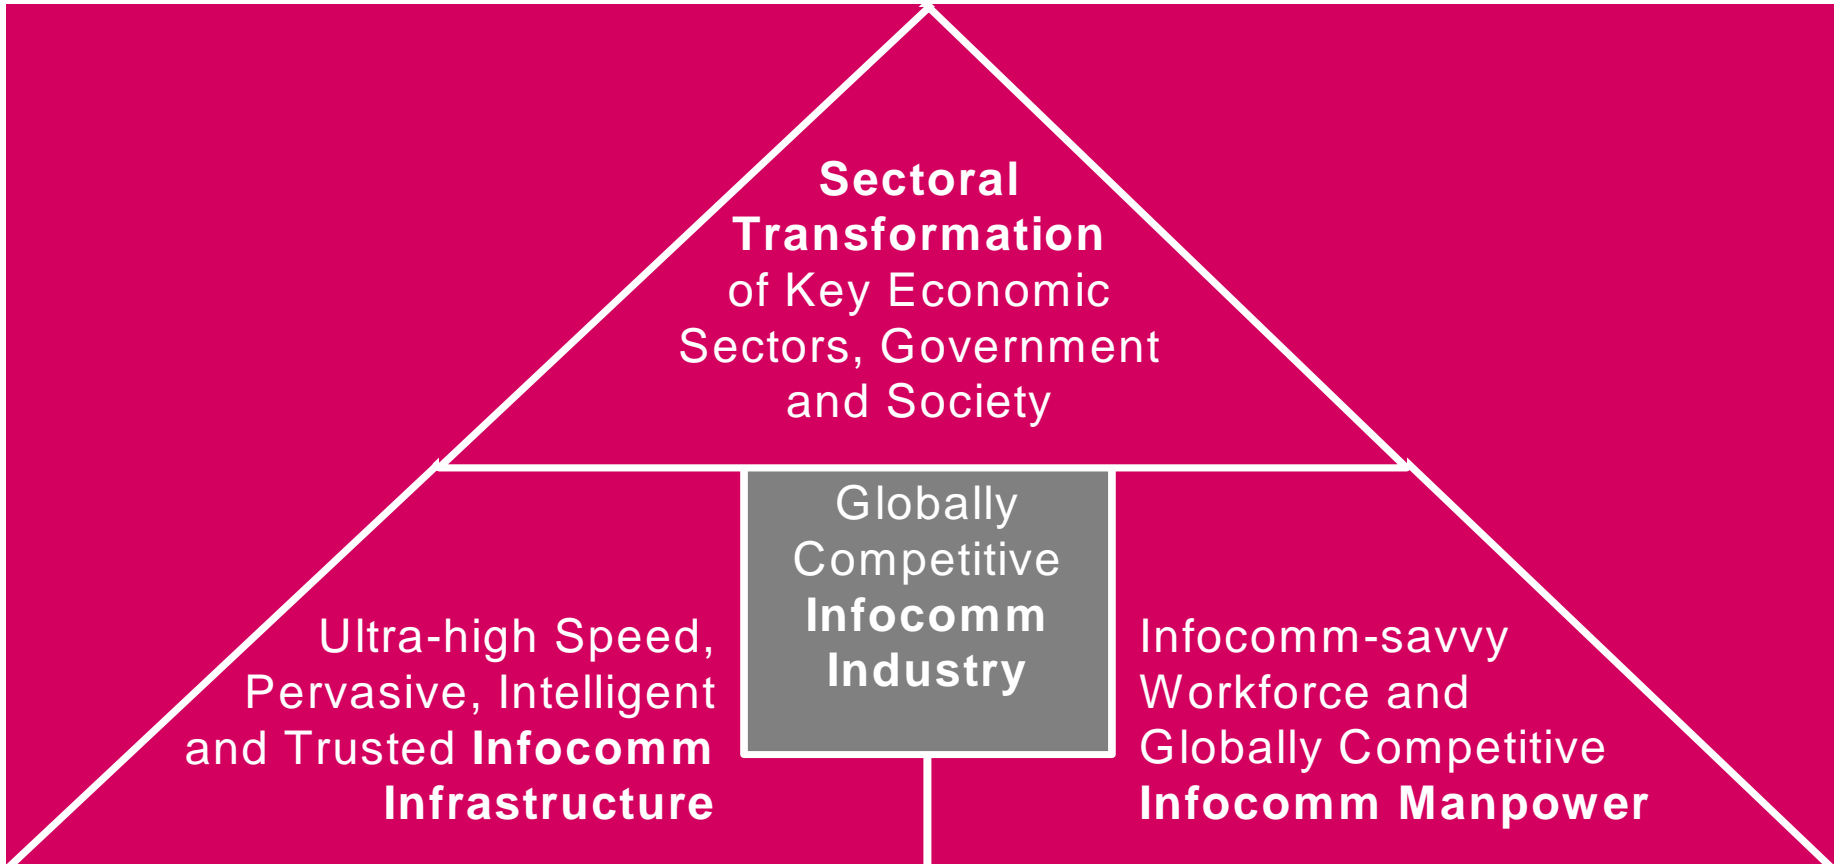 Sectoral
Transformation
of Key Economic
Sectors, Government
and Society
Globally
Competitive
Infocomm
Industry
Ultra-high Speed,
Pervasive, Intelligent
and Trusted Infocomm
Infrastructure
Infocomm-savvy
Workforce and
Globally Competitive
Infocomm Manpower